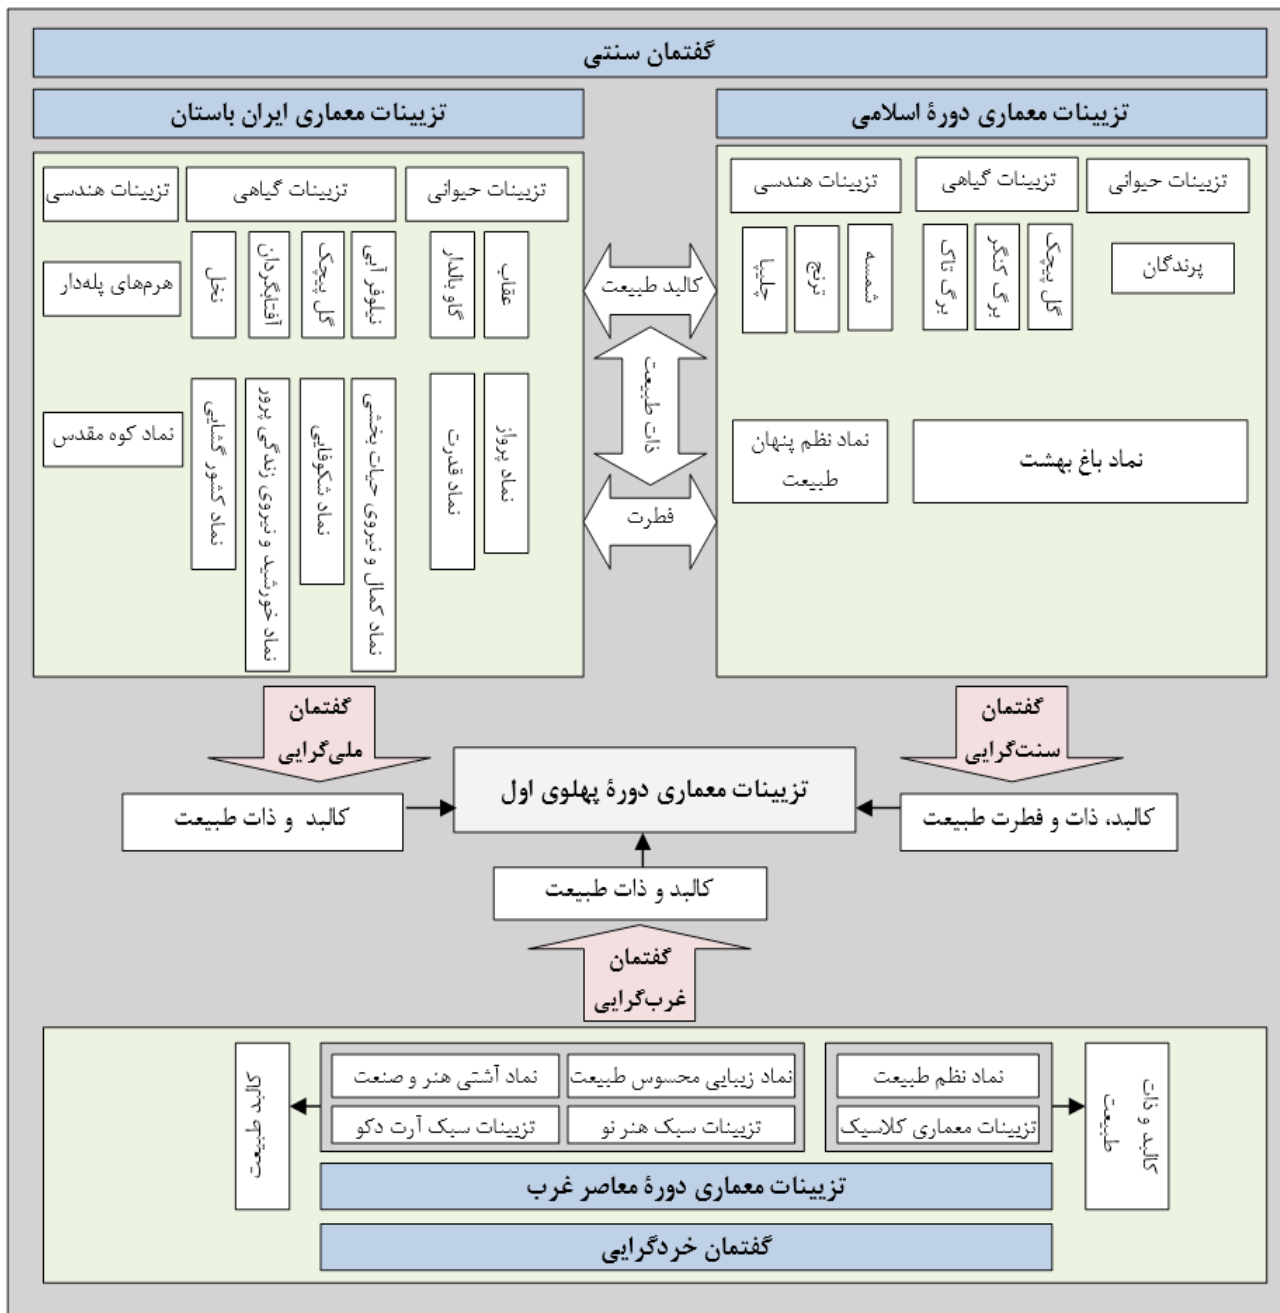 گفتمان سنتی
تزیینات معماری دورۀ اسلامی
تزیینات حیوانی
تزیینات گیاهی
تزیینات هندسی
پرندگان
گل پیچک
برگ کنگر
برگ تاک
شمسه
ترنج
چلیپا
نماد باغ بهشت
نماد نظم پنهان
طبیعت
کالبد طبیعت
ذات طبیعت
فطرت
تزیینات معماری ایران باستان
تزیینات حیوانی
تزیینات گیاهی
تزیینات هندسی
عقاب
گاو بالدار
نیلوفر آبی
گل پیچک
آفتابگردان
نخل
هرم‌های پله‌دار
نماد پرواز
نماد قدرت
نماد کمال و نیروی حیات بخشی
نماد شکوفایی
نماد خورشید و نیروی زندگی پرور
نماد کشور گشایی
نماد کوه مقدس
گفتمان
سنت‌گرایی
گفتمان
ملی‌گرایی
تزیینات معماری دورۀ پهلوی اول
کالبد، ذات و فطرت طبیعت
کالبد و ذات طبیعت
کالبد و ذات طبیعت
گفتمان
غرب‌گرایی
کالبد و ذات
طبیعت
نماد نظم طبیعت
تزیینات معماری کلاسیک
نماد زیبایی محسوس طبیعت
نماد آشتی هنر و صنعت
تزیینات سبک هنر نو
تزیینات سبک آرت دکو
کالبد طبیعت
تزیینات معماری دورۀ معاصر غرب
گفتمان خردگرایی